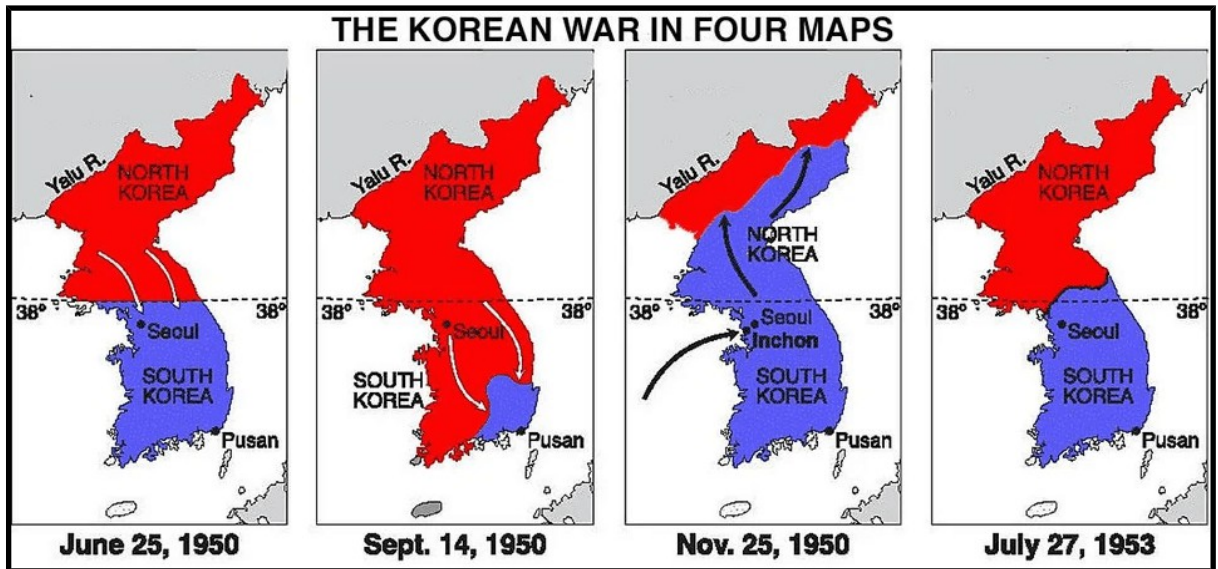 THE KOREAN WAR IN FOUR MAPS
Yalu R.
NORTH
KOREA
38°
Seoul
SOUTH
KOREA
Pusan
June 25, 1950
Yalu R.
NORTH
KOREA
38°
38°
Seoul
SOUTH
KOREA
Pusan
Sept. 14, 1950
Yalu R.
NORTH
KOREA
38°
38°
Seoul
Inchon
SOUTH
KOREA
Pusan
Nov. 25, 1950
Yalu R.
NORTH
KOREA
38°
38°
Seoul
SOUTH
KOREA
Pusan
July 27, 1953